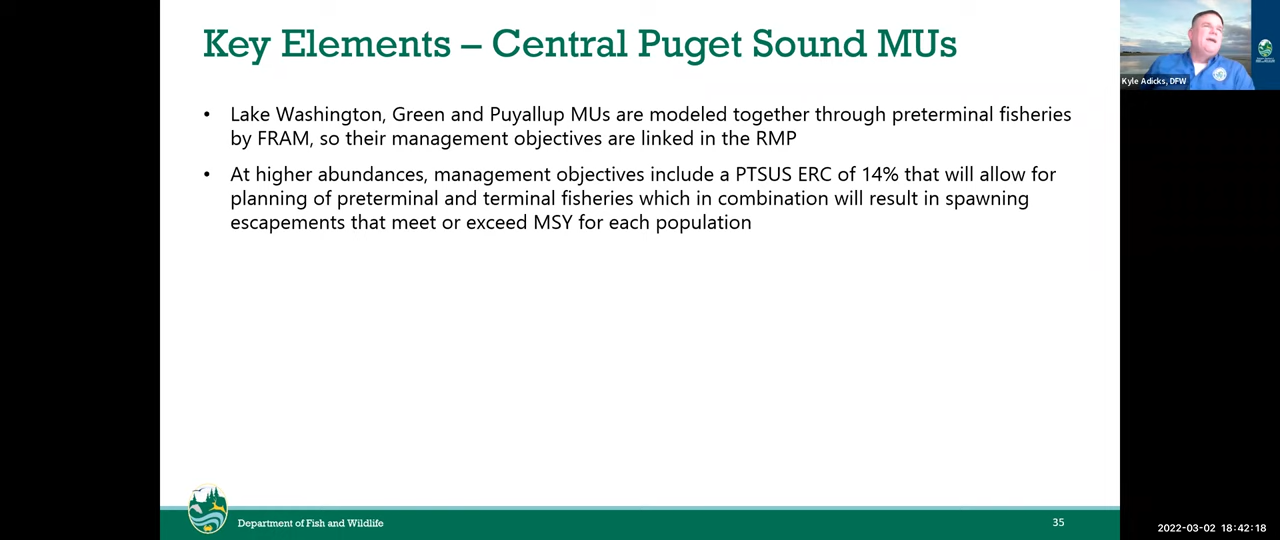 Key Elements – Central Puget Sound MUs
• Lake Washington, Green and Puyallup MUs are modeled together through preterminal fisheries
by FRAM, so their management objectives are linked in the RMP
• At higher abundances, management objectives include a PTSUS ERC of 14% that will allow for
planning of preterminal and terminal fisheries which in combination will result in spawning
escapements that meet or exceed MSY for each population
Kyle Adicks, DFW
Department of Fish and Wildlife
35
2022-03-02 18:42:18